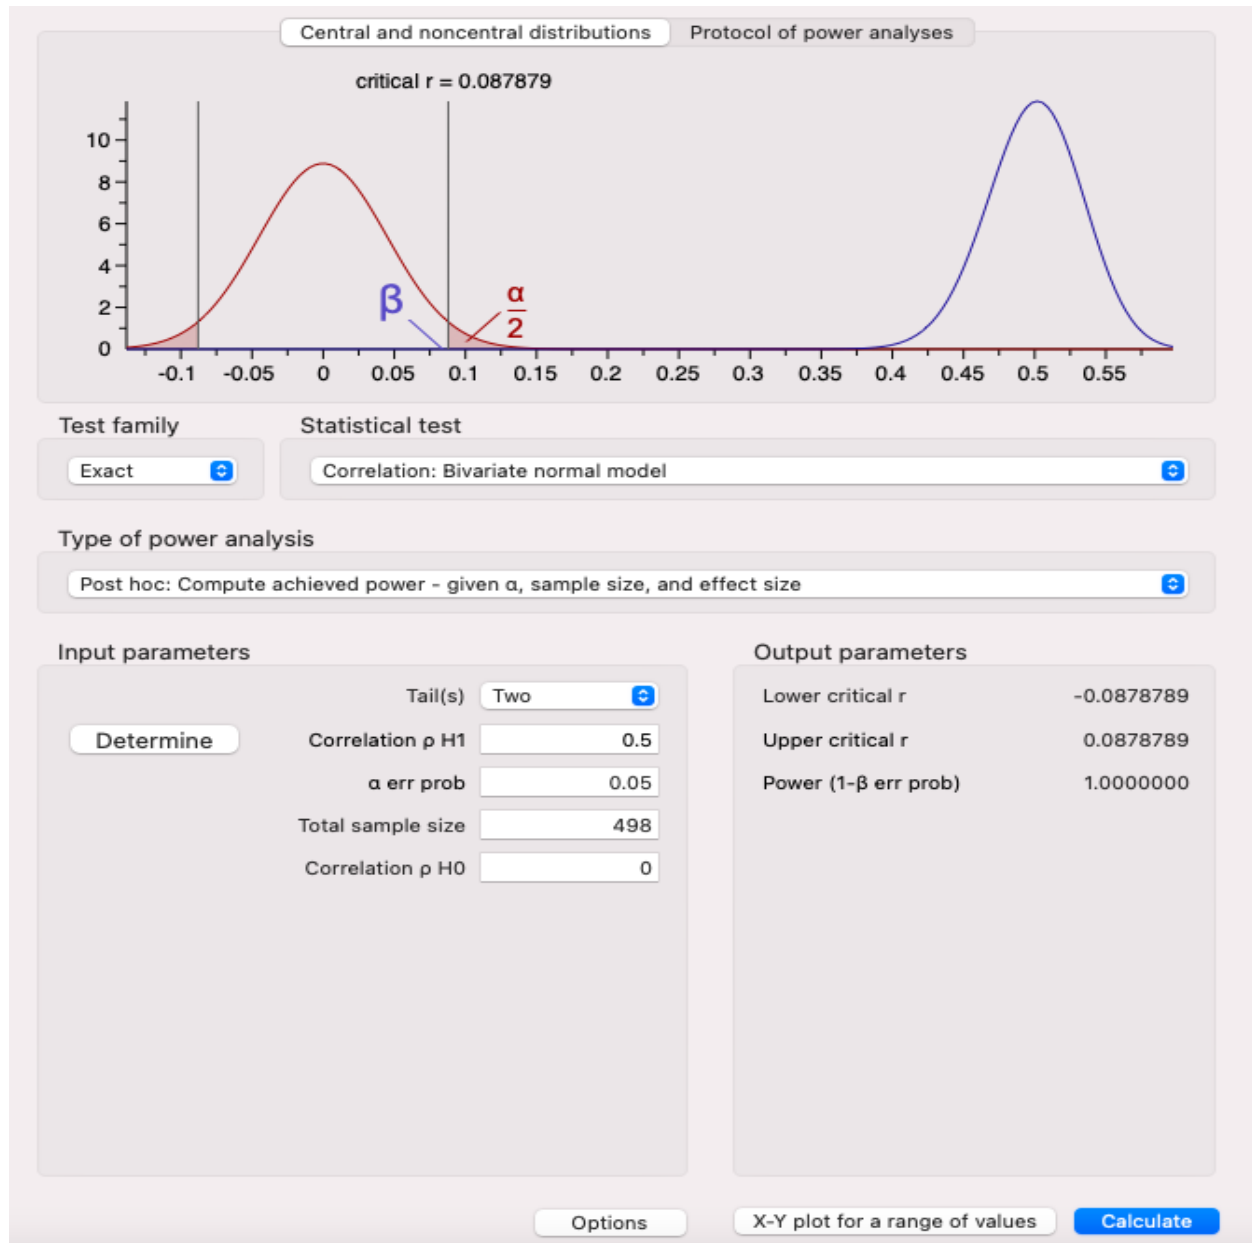 Central and noncentral distributions Protocol of power analyses
critical r = 0.087879
10
8
6
4
2
0
β
α
2
-0.1 -0.05 0 0.05 0.1 0.15 0.2 0.25 0.3 0.35 0.4 0.45 0.5 0.55
Test family Statistical test
Exact Correlation: Bivariate normal model
Type of power analysis
Post hoc: Compute achieved power - given α, sample size, and effect size
Input parameters Output parameters
Tail(s) Two Lower critical r -0.0878789
Determine Correlation ρ H1 0.5 Upper critical r 0.0878789
α err prob 0.05 Power (1-β err prob) 1.0000000
Total sample size 498
Correlation ρ H0 0
Options X-Y plot for a range of values Calculate